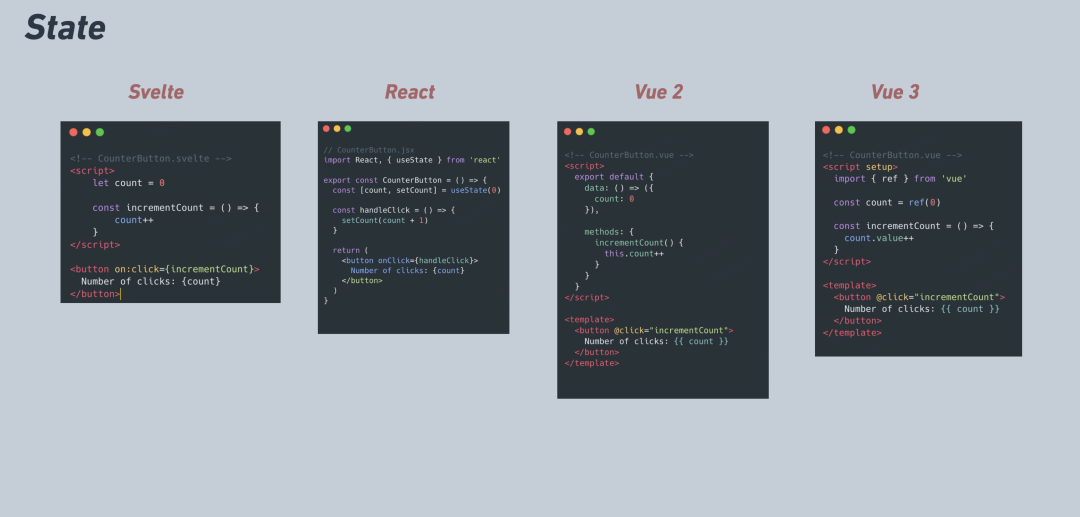 State
Svelte
<!-- CounterButton.svelte -->
<script>
    let count = 0

    const incrementCount = () => {
        count++
    }
</script>

<button on:click={incrementCount}>
  Number of clicks: {count}
</button>
React
// CounterButton.jsx
import React, { useState } from 'react'

export const CounterButton = () => {
  const [count, setCount] = useState(0)

  const handleClick = () => {
    setCount(count + 1)
  }

  return (
    <button onClick={handleClick}>
      Number of clicks: {count}
    </button>
  )
}
Vue 2
<!-- CounterButton.vue -->
<script>
  export default {
    data: () => ({
      count: 0
    }),

    methods: {
      incrementCount() {
        this.count++
      }
    }
  }
</script>

<template>
  <button @click="incrementCount">
    Number of clicks: {{ count }}
  </button>
</template>
Vue 3
<!-- CounterButton.vue -->
<script setup>
  import { ref } from 'vue'

  const count = ref(0)

  const incrementCount = () => {
    count.value++
  }
</script>

<template>
  <button @click="incrementCount">
    Number of clicks: {{ count }}
  </button>
</template>